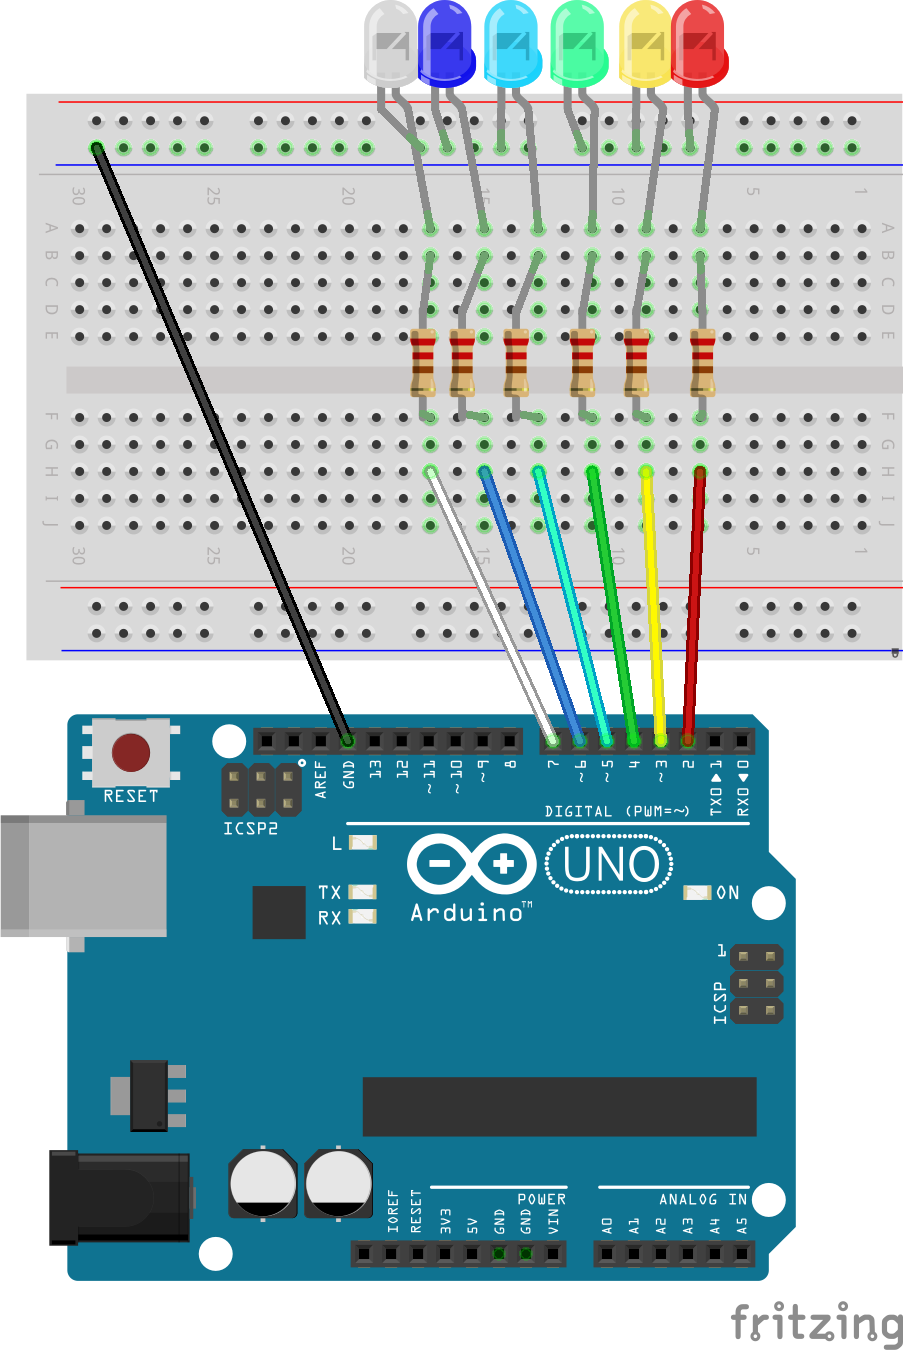 30 25 20 15 10 5 1
A A
B B
C C
D D
E E
F F
G G
H H
I I
J J
30 25 20 15 10 5 1
RESET
ICSP2
AREF
GND
13
12
~11
~10
~9
8
7
~6
~5
4
~3
2
TX0▶1
RX0◀0
DIGITAL (PWM=~)
L
TX
RX
UNO
Arduino™
ON
1
ICSP
POWER
ANALOG IN
IOREF
RESET
3V3
5V
GND
GND
VIN
A0
A1
A2
A3
A4
A5
fritzing